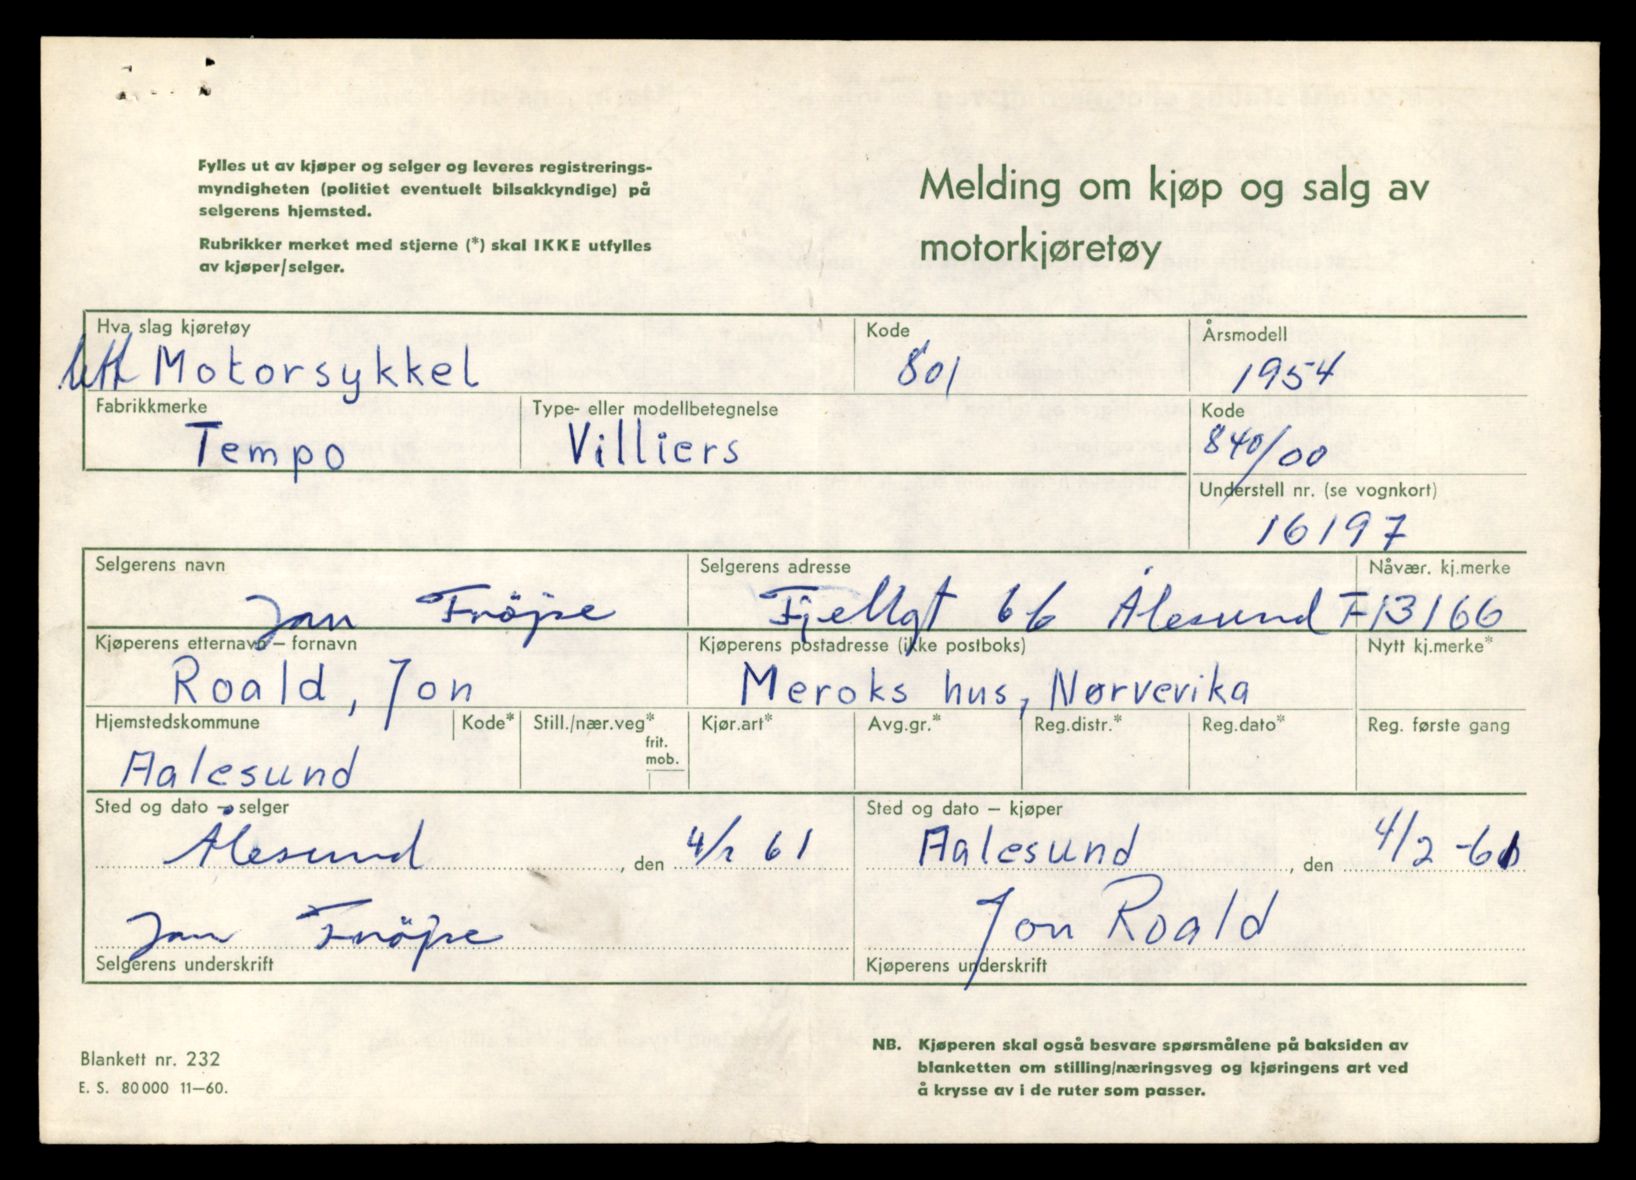 Fylles ut av kjøper og selger og leveres registrerings-
myndigheten (politiet eventuelt bilsakkyndige) på
selgerens hjemsted.
Rubrikker merket med stjerne (*) skal IKKE utfylles
av kjøper/selger.
Melding om kjøp og salg av
motorkjøretøy
Hva slag kjøretøy
lett Motorsykkel
Kode
801
Årsmodell
1954
Fabrikkmerke
Tempo
Type- eller modellbetegnelse
Villiers
Kode
840/00
Understell nr. (se vognkort)
16197
Selgerens navn
Jan Fröjse
Selgerens adresse
Fjellgt 6b Ålesund
Nåvær. kj.merke
F13166
Kjøperens etternavn – fornavn
Roald, Jon
Kjøperens postadresse (ikke postboks)
Meroks hus, Nørvevika
Nytt kj.merke*
Hjemstedskommune
Aalesund
Kode*
Still./nær.veg*
frit.
mob.
Kjør.art*
Avg.gr.*
Reg.distr.*
Reg.dato*
Reg. første gang
Sted og dato – selger
Ålesund, den 4/2 61
Sted og dato – kjøper
Aalesund, den 4/2 -61
Jan Fröjse
Selgerens underskrift
Jon Roald
Kjøperens underskrift
Blankett nr. 232
E. S. 80000 11–60.
NB. Kjøperen skal også besvare spørsmålene på baksiden av
blanketten om stilling/næringsveg og kjøringens art ved
å krysse av i de ruter som passer.